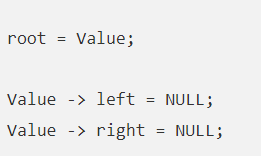 root = Value;
Value -> left = NULL;
Value -> right = NULL;